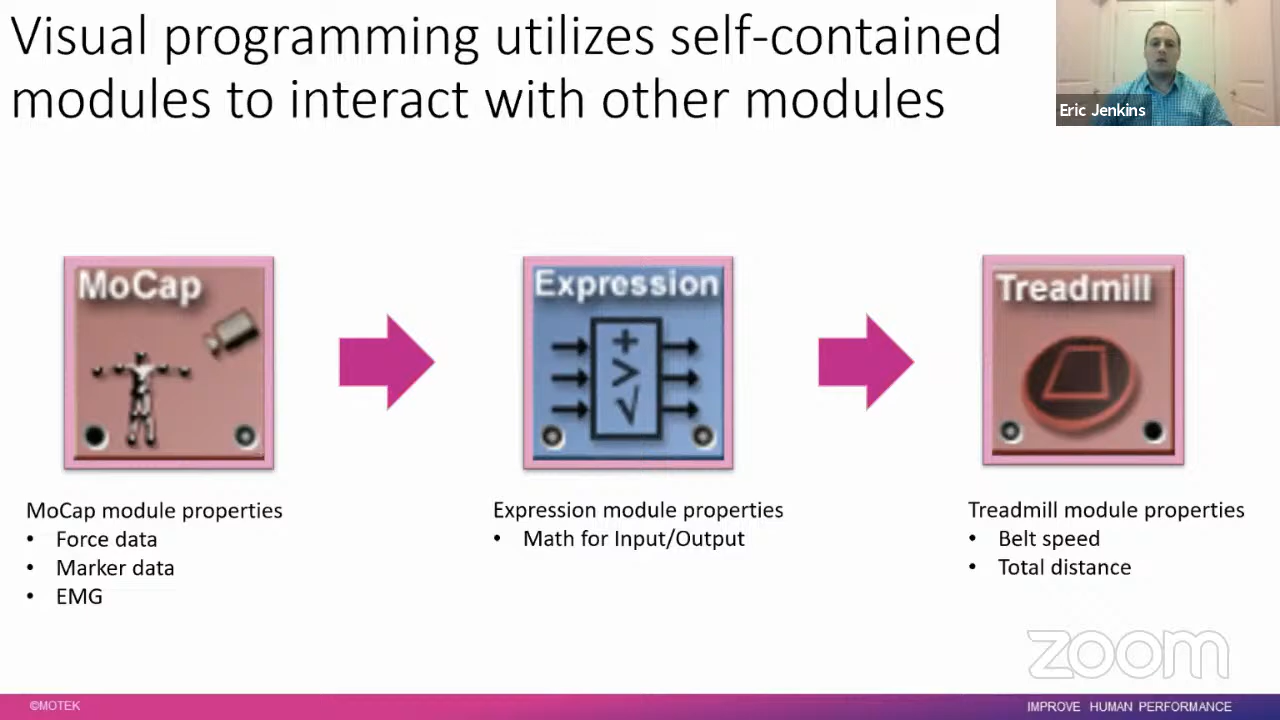 Visual programming utilizes self-contained
modules to interact with other modules
Eric Jenkins
MoCap
Expression
+
>
√
Treadmill
MoCap module properties
• Force data
• Marker data
• EMG
Expression module properties
• Math for Input/Output
Treadmill module properties
• Belt speed
• Total distance
zoom
©MOTEK
IMPROVE HUMAN PERFORMANCE